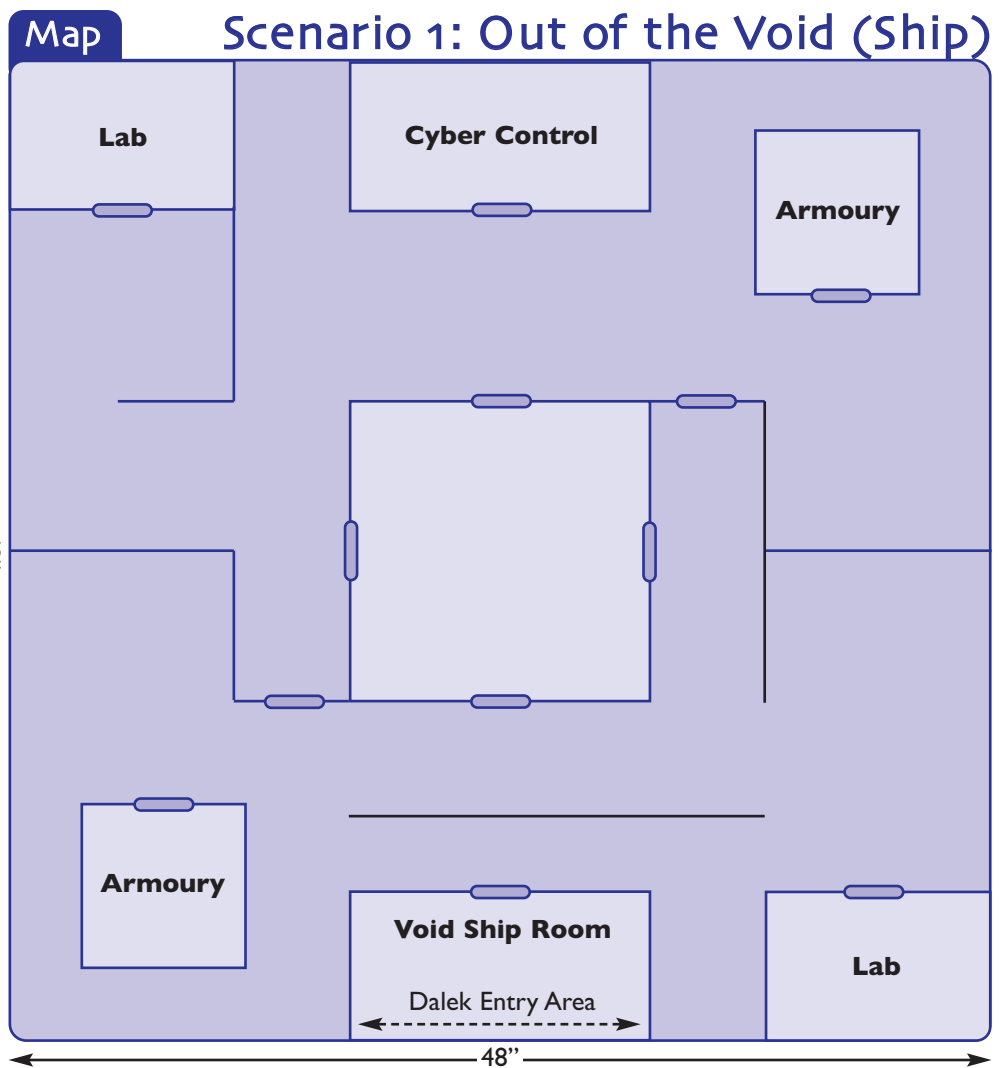 Map
Scenario 1: Out of the Void (Ship)
Lab
Cyber Control
Armoury
Armoury
Void Ship Room
Dalek Entry Area
Lab
48”